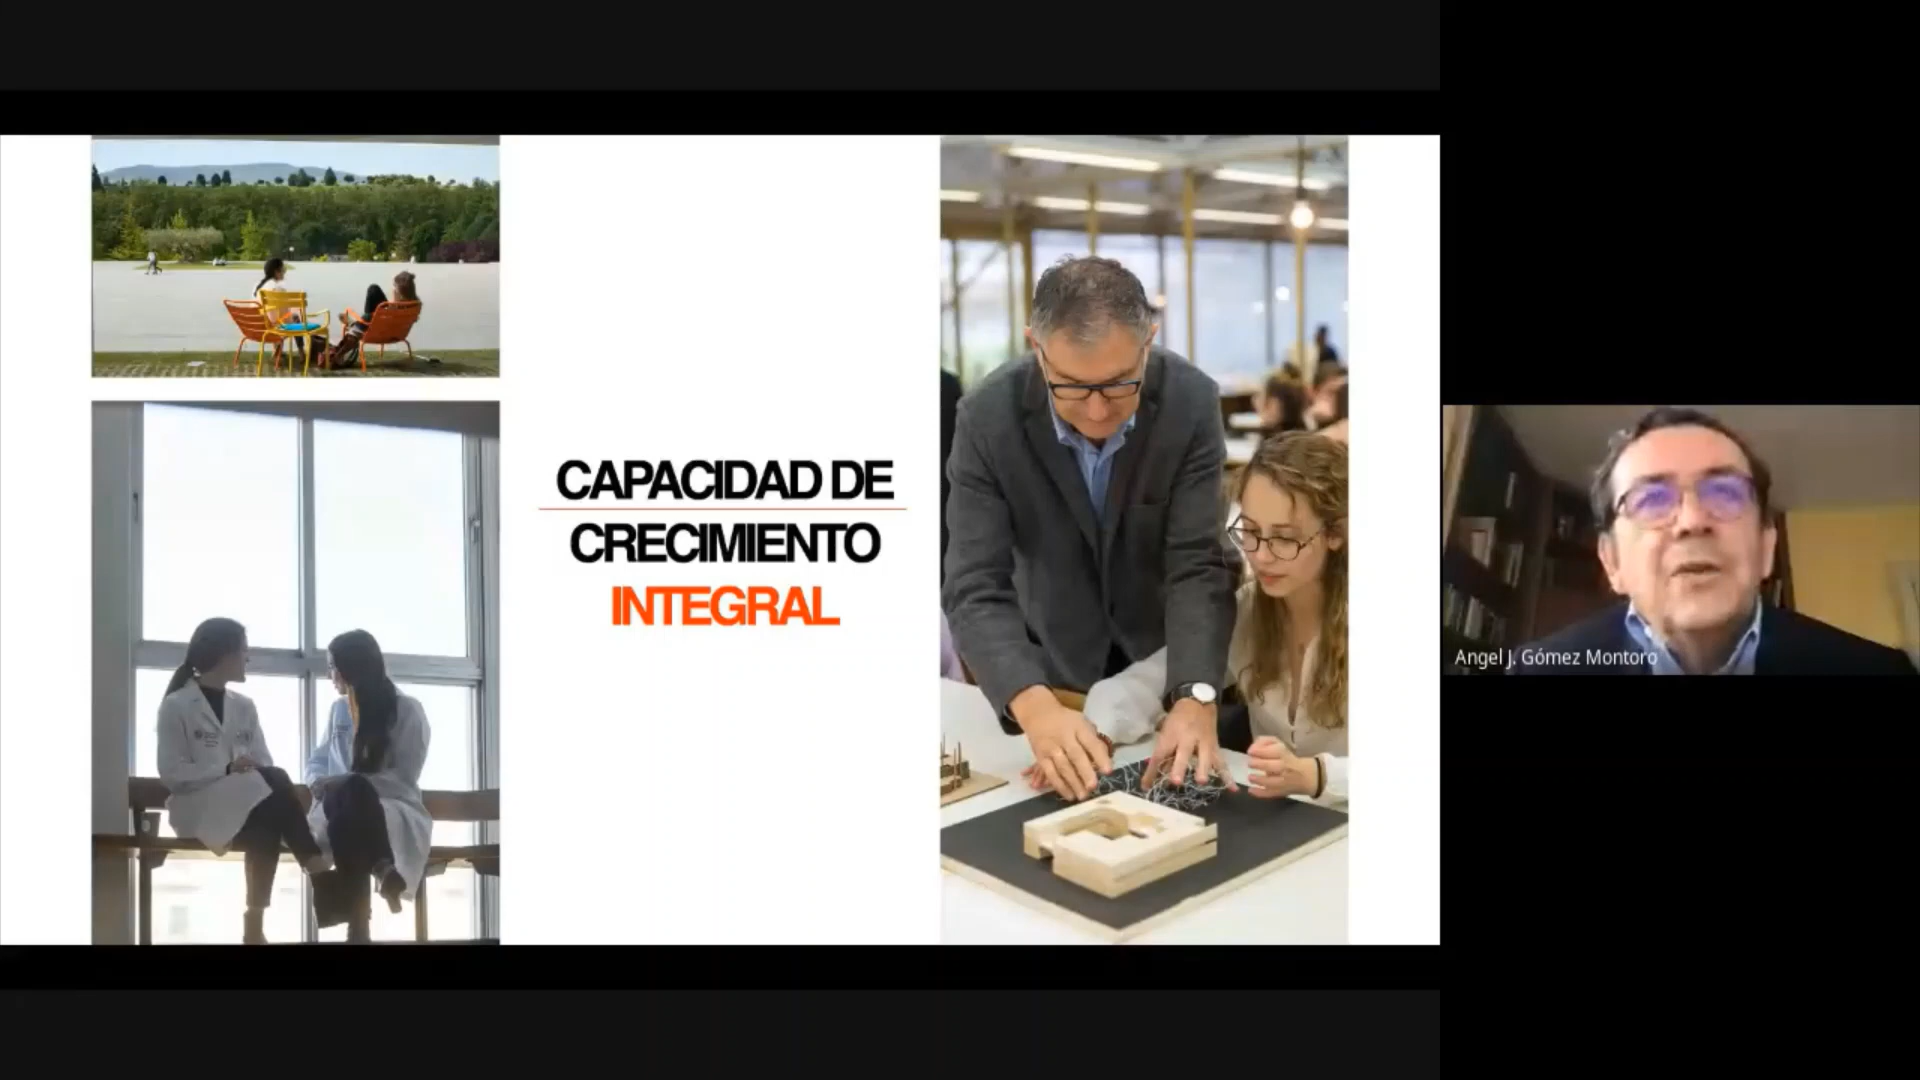 CAPACIDAD DE
CRECIMIENTO
INTEGRAL
Angel J. Gómez Montoro